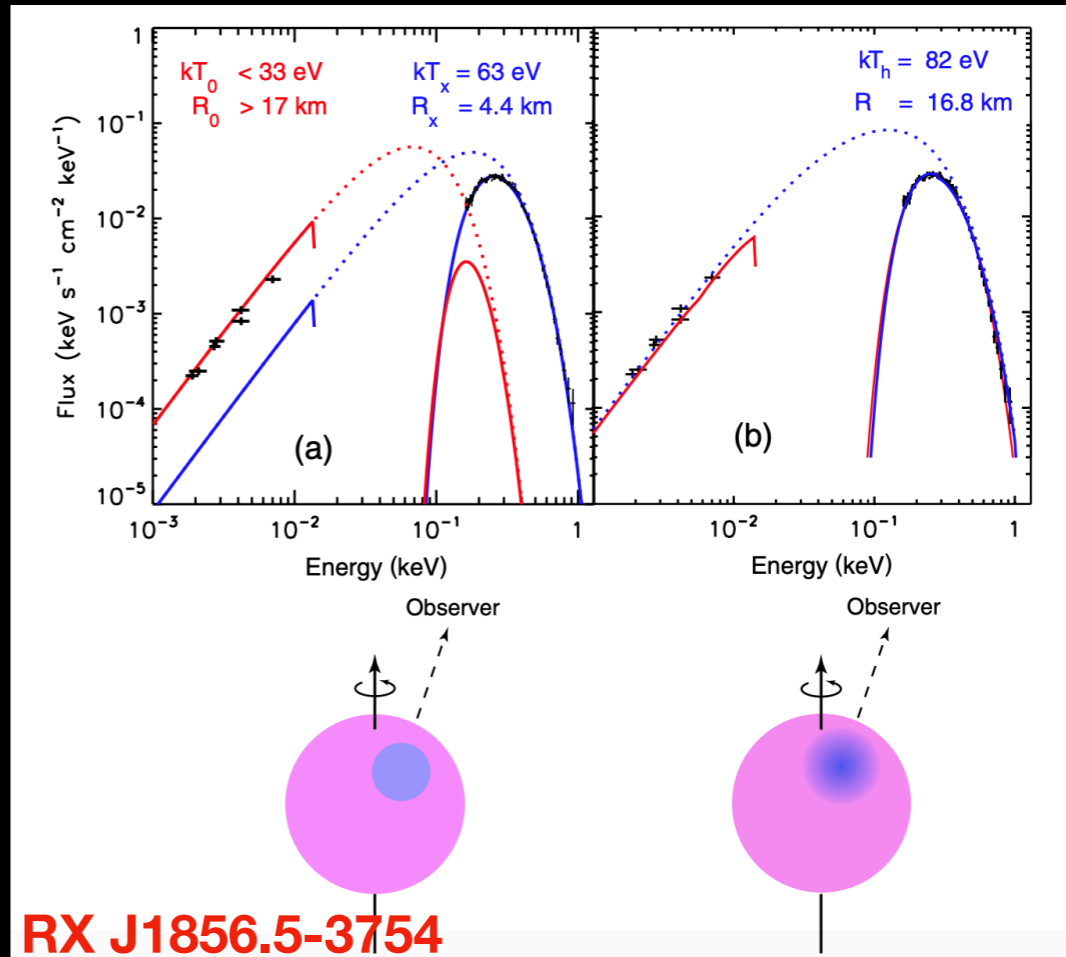 kT₀ < 33 eV
R₀ > 17 km
kTₓ = 63 eV
Rₓ = 4.4 km
kTₕ = 82 eV
R = 16.8 km
Flux (keV s⁻¹ cm⁻² keV⁻¹)
1
10⁻¹
10⁻²
10⁻³
10⁻⁴
10⁻⁵
(a)
(b)
10⁻³
10⁻²
10⁻¹
1
10⁻²
10⁻¹
1
Energy (keV)
Energy (keV)
Observer
Observer
RX J1856.5-3754